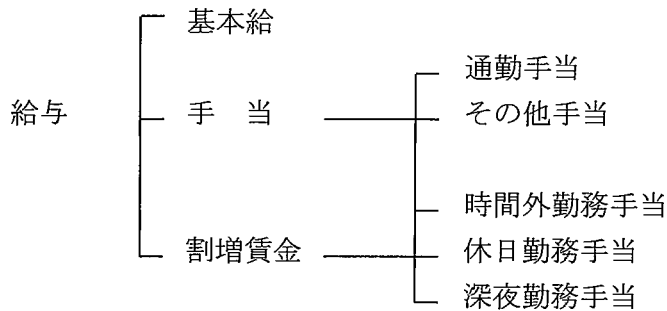 基本給
通勤手当
給与 手 当 その他手当
時間外勤務手当
割増賃金 休日勤務手当
深夜勤務手当